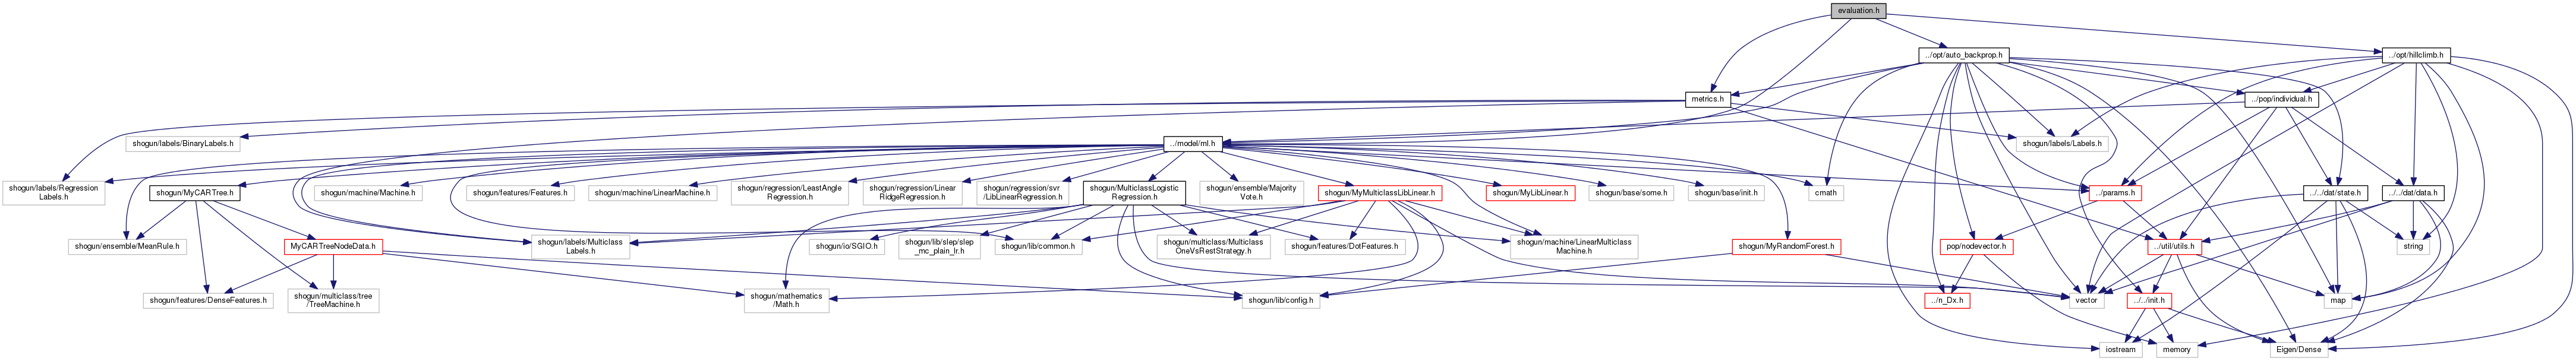 evaluation.h
../opt/auto_backprop.h
../opt/hillclimb.h
metrics.h
../pop/individual.h
shogun/labels/BinaryLabels.h
../model/ml.h
shogun/labels/Labels.h
shogun/labels/Regression
Labels.h
shogun/MyCARTree.h
shogun/machine/Machine.h
shogun/features/Features.h
shogun/machine/LinearMachine.h
shogun/regression/LeastAngle
Regression.h
shogun/regression/Linear
RidgeRegression.h
shogun/regression/svr
/LibLinearRegression.h
shogun/MulticlassLogistic
Regression.h
shogun/ensemble/Majority
Vote.h
shogun/MyMulticlassLibLinear.h
shogun/MyLibLinear.h
shogun/base/some.h
shogun/base/init.h
cmath
../params.h
../../dat/state.h
../../dat/data.h
shogun/ensemble/MeanRule.h
MyCARTreeNodeData.h
shogun/labels/Multiclass
Labels.h
shogun/io/SGIO.h
shogun/lib/slep/slep
_mc_plain_lr.h
shogun/lib/common.h
shogun/multiclass/Multiclass
OneVsRestStrategy.h
shogun/features/DotFeatures.h
shogun/machine/LinearMulticlass
Machine.h
shogun/MyRandomForest.h
pop/nodevector.h
../util/utils.h
string
shogun/features/DenseFeatures.h
shogun/multiclass/tree
/TreeMachine.h
shogun/mathematics
/Math.h
shogun/lib/config.h
../n_Dx.h
vector
../../init.h
map
iostream
memory
Eigen/Dense